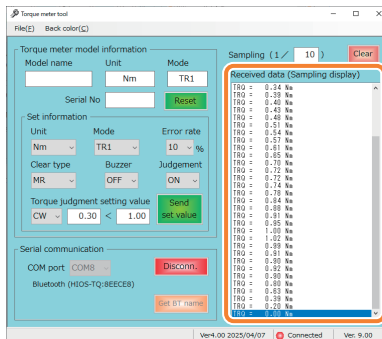 Torque meter tool
File(F) Back color(C)
Torque meter model information
Model name Unit Mode
Nm TR1
Serial No Reset
Set information
Unit Mode Error rate
Nm TR1 10 %
Clear type Buzzer Judgement
MR OFF ON
Torque judgment setting value
CW 0.30 < 1.00
Send
set value
Serial communication
COM port COM8 Disconn.
Bluetooth (HIOS-TQ:8EECE8)
Get BT name
Sampling ( 1 / 10 ) Clear
Received data (Sampling display)
TRQ = 0.34 Nm
TRQ = 0.39 Nm
TRQ = 0.40 Nm
TRQ = 0.43 Nm
TRQ = 0.48 Nm
TRQ = 0.51 Nm
TRQ = 0.54 Nm
TRQ = 0.57 Nm
TRQ = 0.61 Nm
TRQ = 0.65 Nm
TRQ = 0.70 Nm
TRQ = 0.72 Nm
TRQ = 0.72 Nm
TRQ = 0.74 Nm
TRQ = 0.78 Nm
TRQ = 0.84 Nm
TRQ = 0.88 Nm
TRQ = 0.91 Nm
TRQ = 0.95 Nm
TRQ = 1.00 Nm
TRQ = 1.02 Nm
TRQ = 0.99 Nm
TRQ = 0.91 Nm
TRQ = 0.90 Nm
TRQ = 0.92 Nm
TRQ = 0.90 Nm
TRQ = 0.80 Nm
TRQ = 0.63 Nm
TRQ = 0.39 Nm
TRQ = 0.20 Nm
TRQ = 0.00 Nm
Ver4.00 2025/04/07 Connected Ver. 9.00